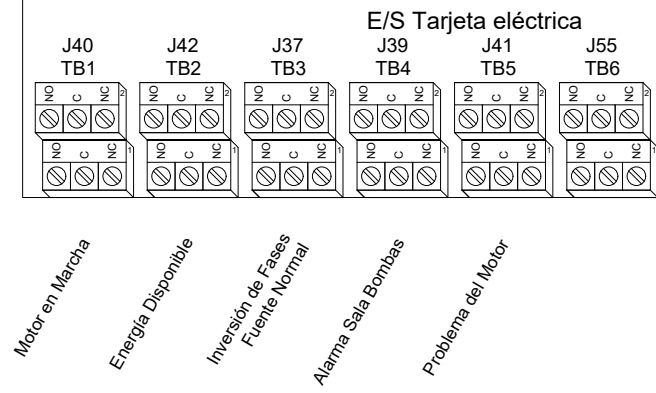 E/S Tarjeta eléctrica
J40 J42 J37 J39 J41 J55
TB1 TB2 TB3 TB4 TB5 TB6
NO C NC 2 NO C NC 2 NO C NC 2 NO C NC 2 NO C NC 2 NO C NC 2
NO C NC 1 NO C NC 1 NO C NC 1 NO C NC 1 NO C NC 1 NO C NC 1
Motor en Marcha
Energía Disponible
Inversión de Fases
Fuente Normal
Alarma Sala Bombas
Problema del Motor